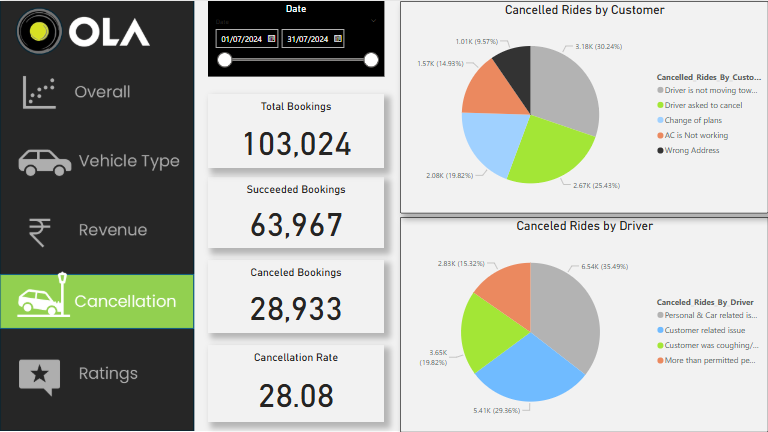 OLA
Overall
Vehicle Type
Revenue
Cancellation
Ratings
Date
Date
01/07/2024 31/07/2024
Total Bookings
103,024
Succeeded Bookings
63,967
Canceled Bookings
28,933
Cancellation Rate
28.08
Cancelled Rides by Customer
1.01K (9.57%)
3.18K (30.24%)
1.57K (14.93%)
2.08K (19.82%)
2.67K (25.43%)
Cancelled Rides By Custo...
Driver is not moving tow...
Driver asked to cancel
Change of plans
AC is Not working
Wrong Address
Canceled Rides by Driver
2.83K (15.32%)
6.54K (35.49%)
3.65K
(19.82%)
5.41K (29.36%)
Canceled Rides By Driver
Personal & Car related is...
Customer related issue
Customer was coughing/...
More than permitted pe...